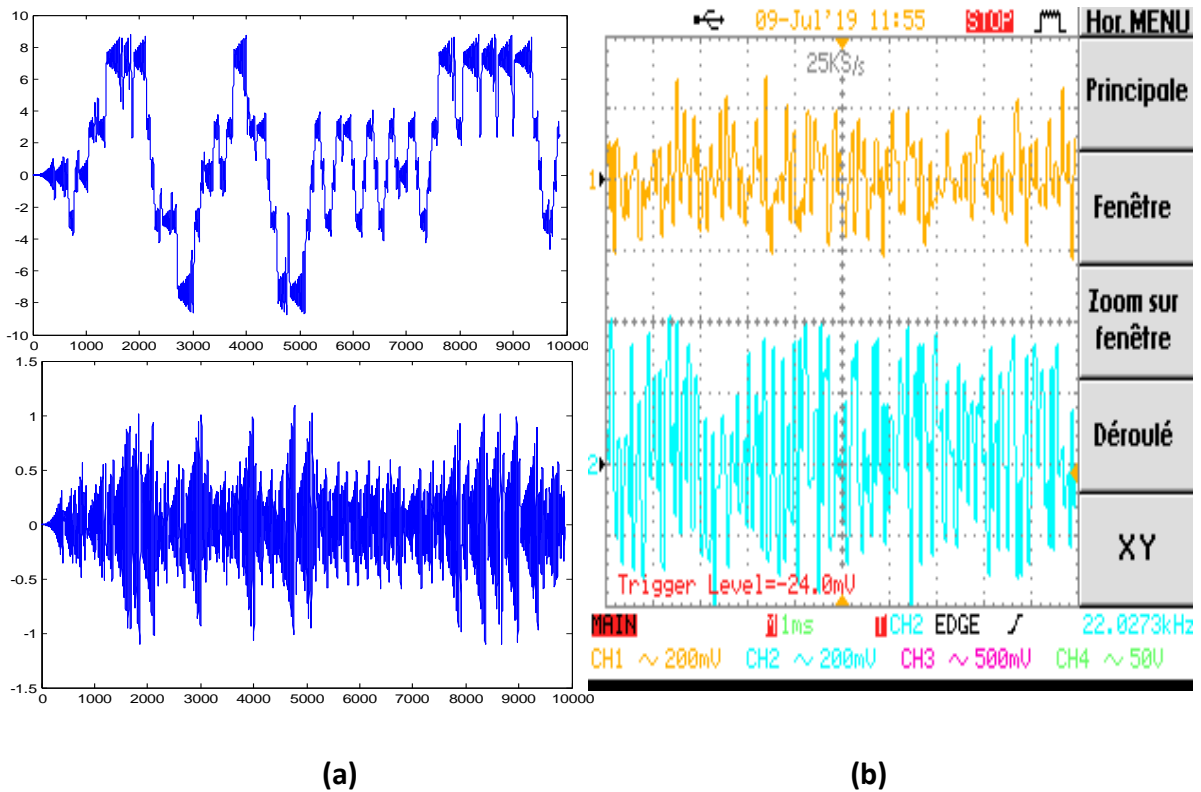 10
8
6
4
2
0
-2
-4
-6
-8
-10
0 1000 2000 3000 4000 5000 6000 7000 8000 9000 10000
1.5
1
0.5
0
-0.5
-1
-1.5
0 1000 2000 3000 4000 5000 6000 7000 8000 9000 10000
(a)
09-Jul'19 11:55 STOP Hor. MENU
25KS/s
Principale
1
Fenêtre
Zoom sur
fenêtre
Déroulé
2
XY
Trigger Level=-24.0mV
MAIN M 1ms T CH2 EDGE 22.0273kHz
CH1 ~ 200mV CH2 ~ 200mV CH3 ~ 500mV CH4 ~ 50V
(b)